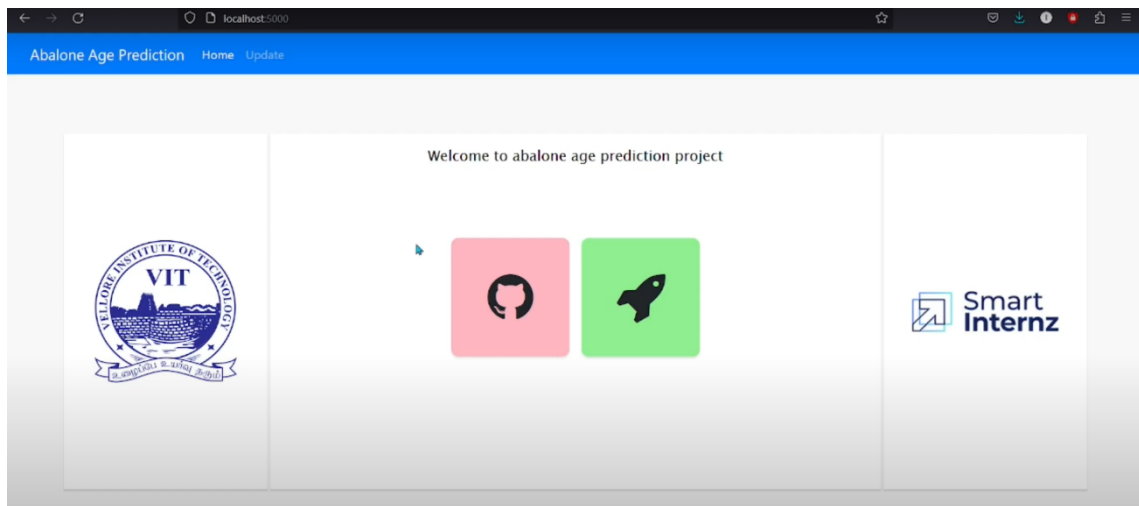 localhost:5000
Abalone Age Prediction Home Update
Welcome to abalone age prediction project
VELLORE INSTITUTE OF TECHNOLOGY
VIT
Smart
Internz